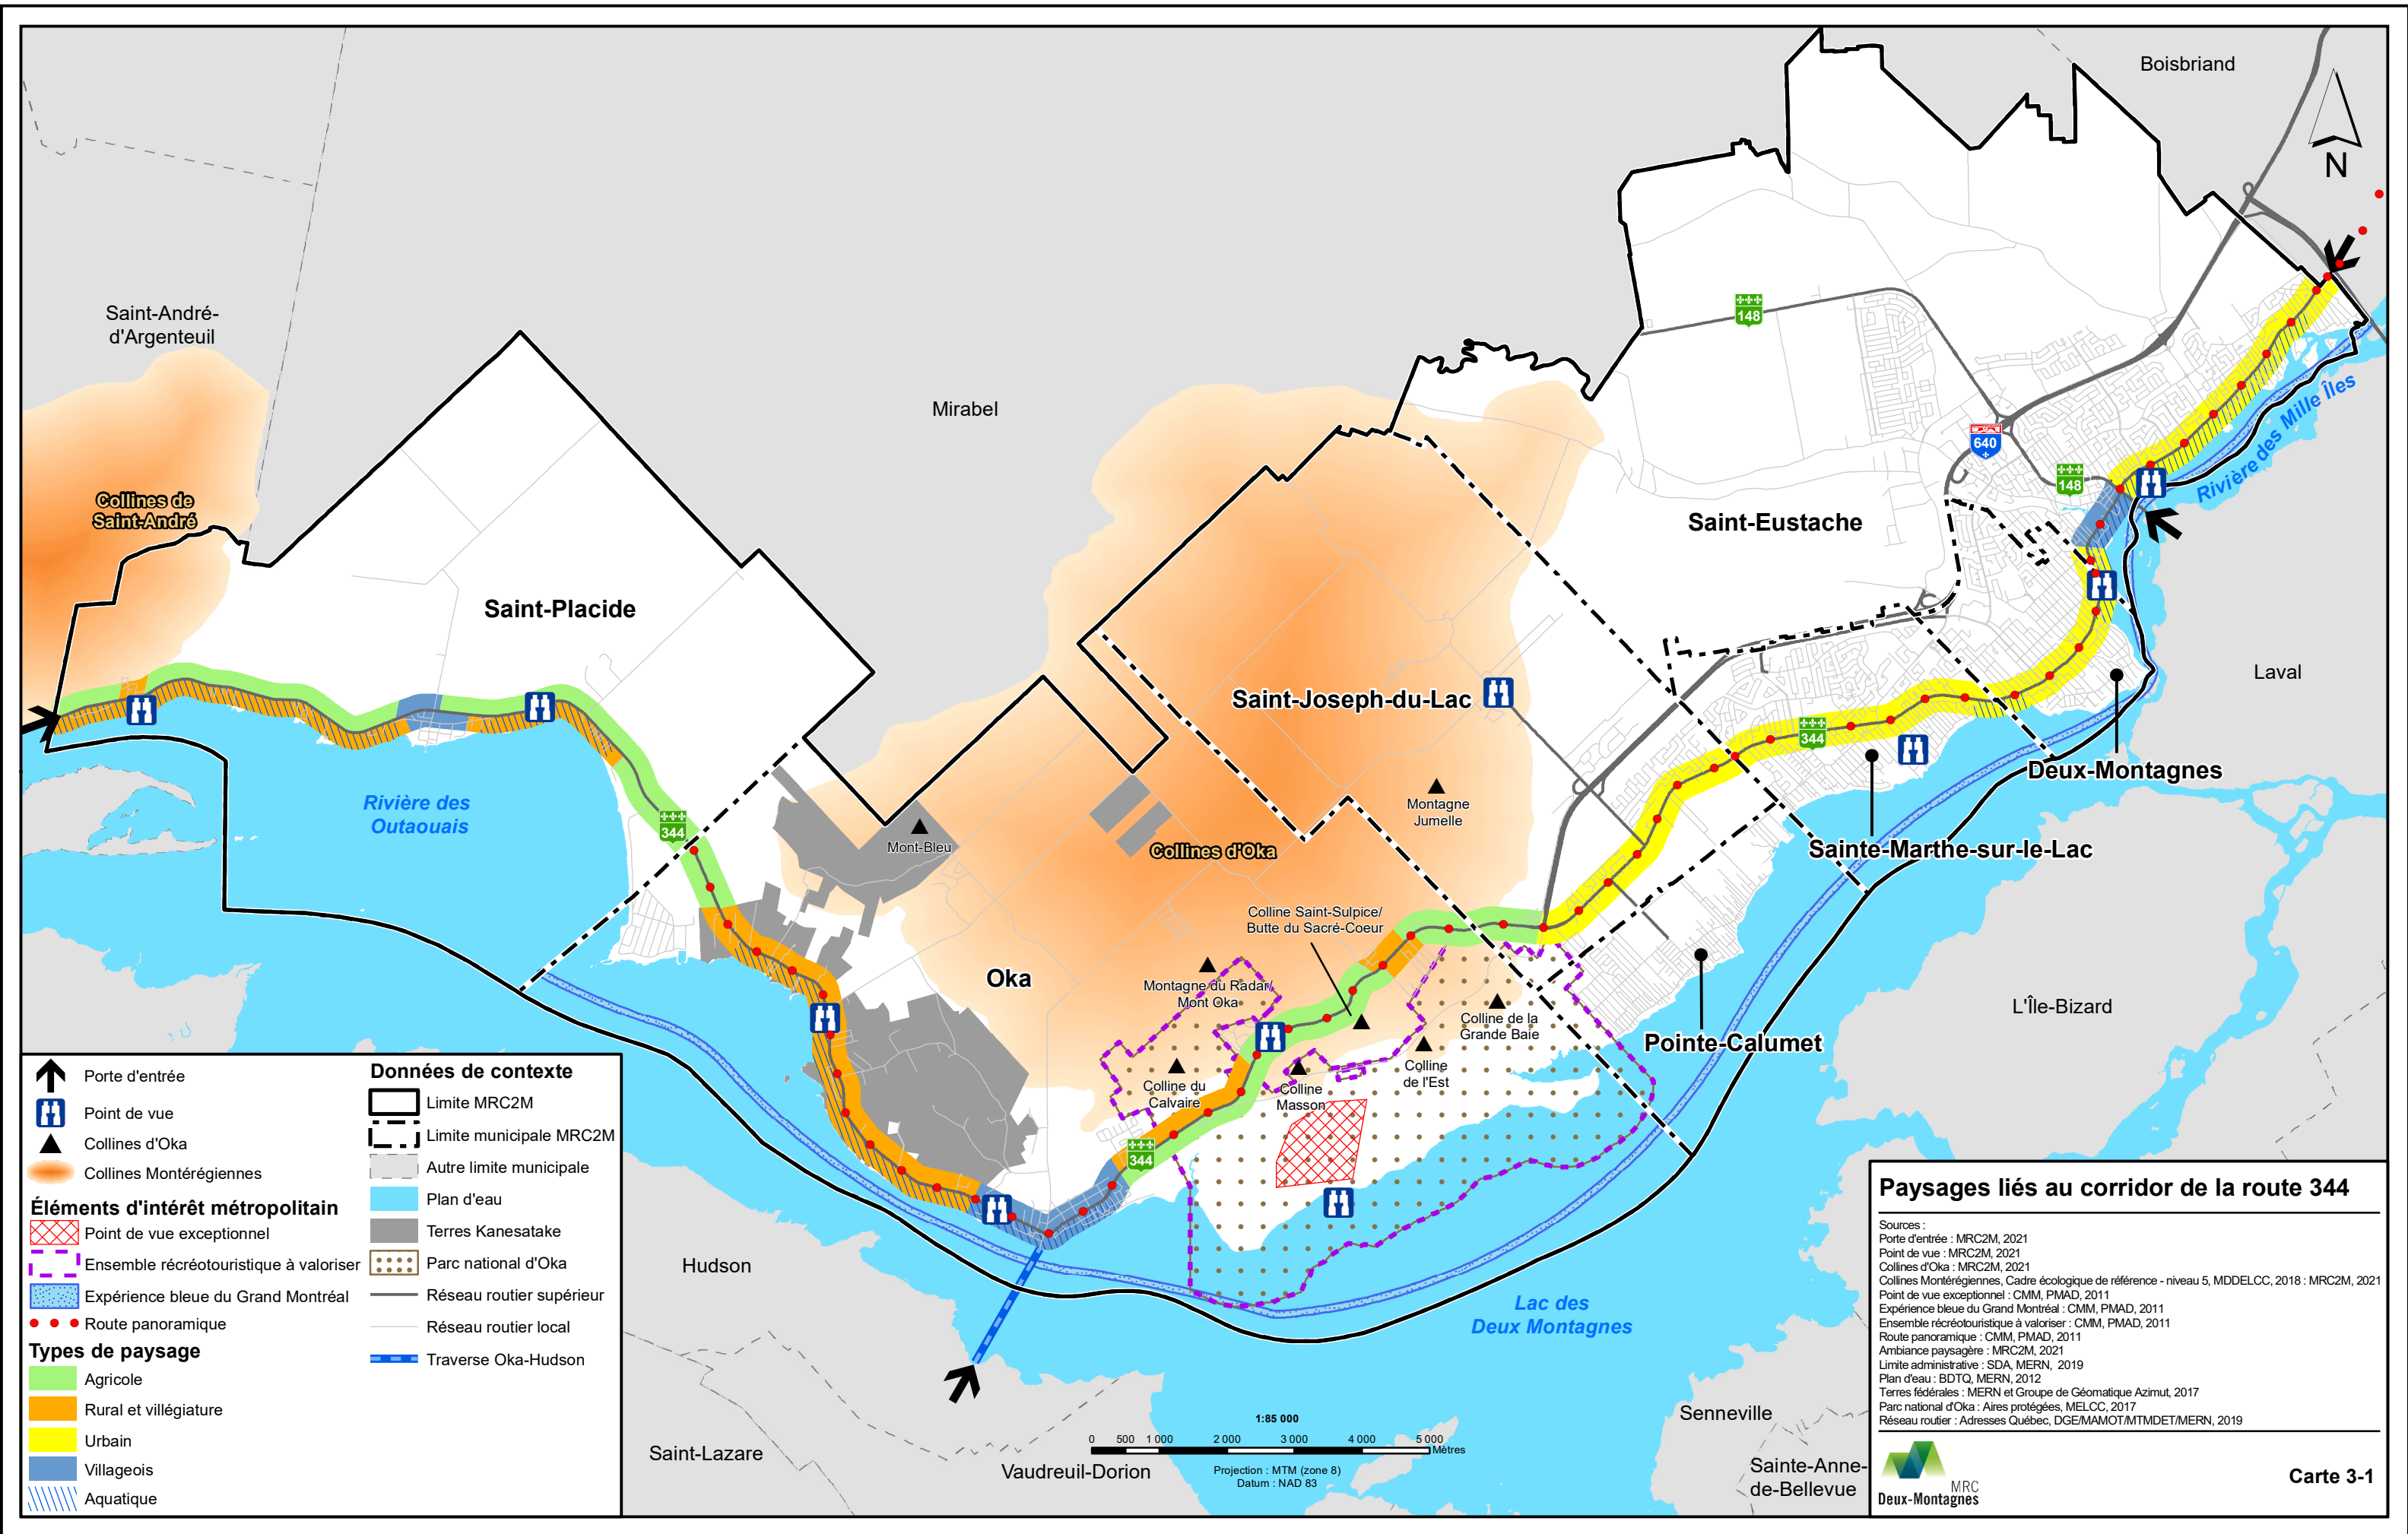 Boisbriand
N
Saint-André-
d'Argenteuil
148
Mirabel
Rivière des Mille Îles
640
148
Collines de
Saint-André
Saint-Eustache
Saint-Placide
Laval
Saint-Joseph-du-Lac
344
Deux-Montagnes
Rivière des
Outaouais
344
Montagne
Jumelle
Mont-Bleu
Collines d'Oka
Sainte-Marthe-sur-le-Lac
Colline Saint-Sulpice/
Butte du Sacré-Coeur
Oka
Montagne du Radar/
Mont Oka
L'Île-Bizard
Colline de la
Grande Baie
Pointe-Calumet
Colline
de l'Est
Colline du
Calvaire
Colline
Masson
344
Hudson
Lac des
Deux Montagnes
Senneville
Saint-Lazare
Vaudreuil-Dorion
Sainte-Anne-
de-Bellevue
Porte d'entrée
Point de vue
Collines d'Oka
Collines Montérégiennes
Éléments d'intérêt métropolitain
Point de vue exceptionnel
Ensemble récréotouristique à valoriser
Expérience bleue du Grand Montréal
Route panoramique
Types de paysage
Agricole
Rural et villégiature
Urbain
Villageois
Aquatique
Données de contexte
Limite MRC2M
Limite municipale MRC2M
Autre limite municipale
Plan d'eau
Terres Kanesatake
Parc national d'Oka
Réseau routier supérieur
Réseau routier local
Traverse Oka-Hudson
1:85 000
0 500 1 000 2 000 3 000 4 000 5 000
Mètres
Projection : MTM (zone 8)
Datum : NAD 83
Paysages liés au corridor de la route 344
Sources :
Porte d'entrée : MRC2M, 2021
Point de vue : MRC2M, 2021
Collines d'Oka : MRC2M, 2021
Collines Montérégiennes, Cadre écologique de référence - niveau 5, MDDELCC, 2018 : MRC2M, 2021
Point de vue exceptionnel : CMM, PMAD, 2011
Expérience bleue du Grand Montréal : CMM, PMAD, 2011
Ensemble récréotouristique à valoriser : CMM, PMAD, 2011
Route panoramique : CMM, PMAD, 2011
Ambiance paysagère : MRC2M, 2021
Limite administrative : SDA, MERN, 2019
Plan d'eau : BDTQ, MERN, 2012
Terres fédérales : MERN et Groupe de Géomatique Azimut, 2017
Parc national d'Oka : Aires protégées, MELCC, 2017
Réseau routier : Adresses Québec, DGE/MAMOT/MTMDET/MERN, 2019
MRC
Deux-Montagnes
Carte 3-1